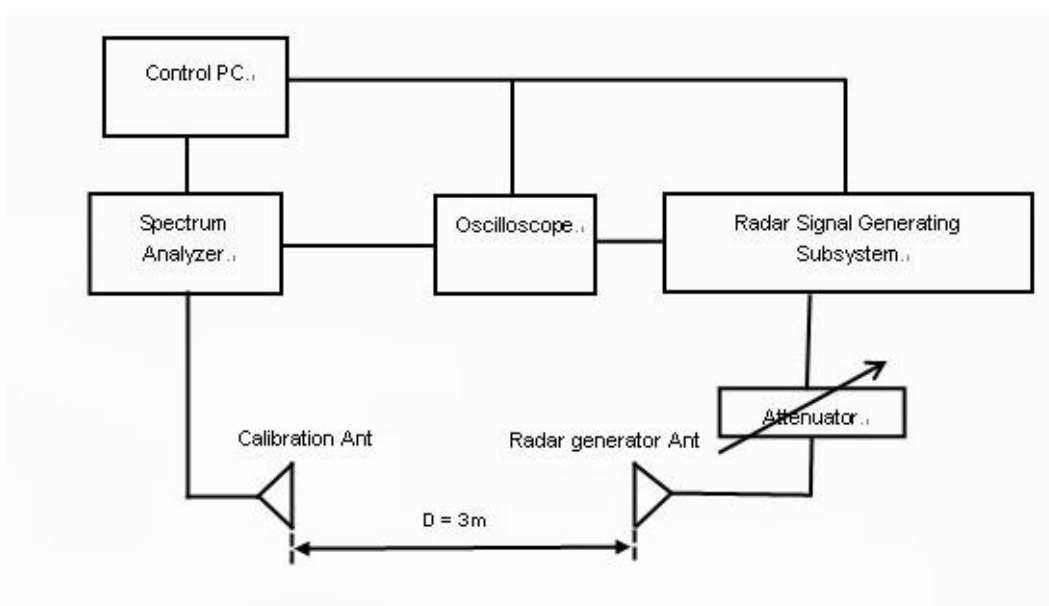 Control PC
Spectrum
Analyzer
Oscilloscope
Radar Signal Generating
Subsystem
Attenuator
Calibration Ant
Radar generator Ant
D = 3m